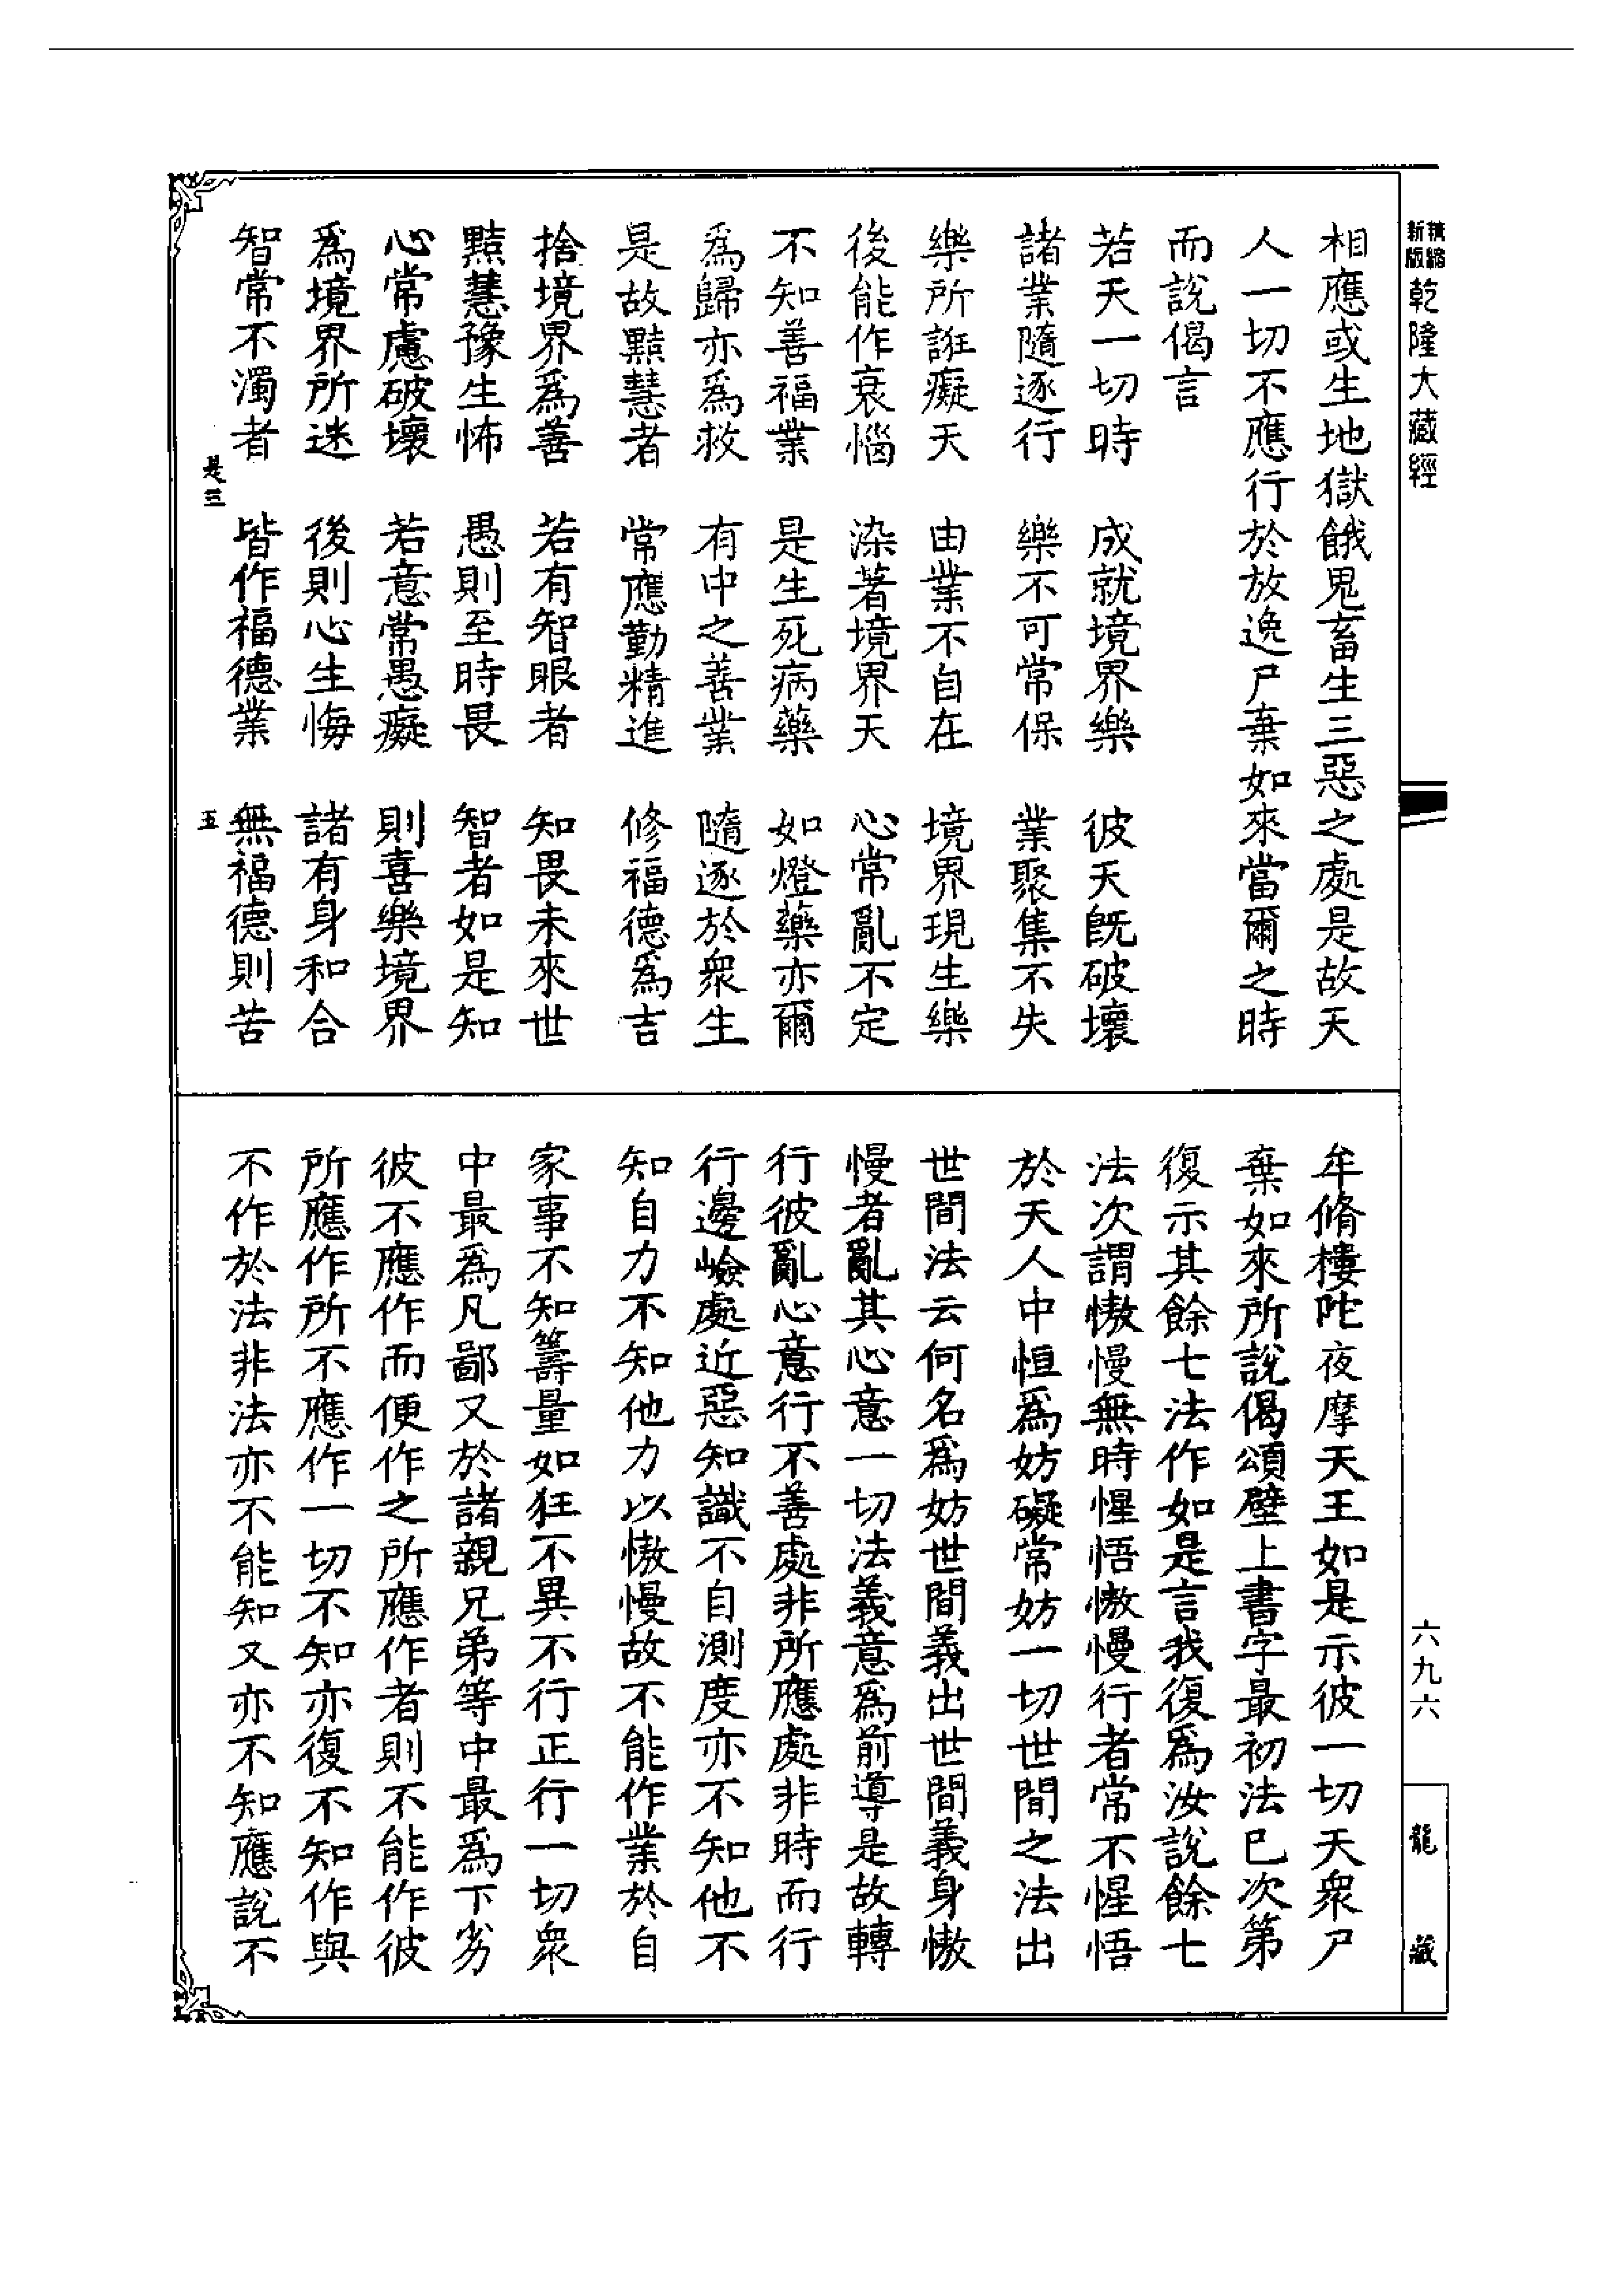 精縮新版乾隆大藏經
相應或生地獄餓鬼畜生三惡之處是故天
人一切不應行於放逸尸棄如來當爾之時
而說偈言
若天一切時　成就境界樂　彼天旣破壞
諸業隨逐行　樂不可常保　業聚集不失
樂所誑癡天　由業不自在　境界現生樂
後能作衰惱　染著境界天　心常亂不定
不知善福業　是生死病藥　如燈藥亦爾
為歸亦為救　有中之善業　隨逐於衆生
是故黠慧者　常應勤精進　修福德爲吉
捨境界爲善　若有智眼者　知畏未來世
黠慧豫生怖　愚則至時畏　智者如是知
心常慮破壞　若意常愚癡　則喜樂境界
爲境界所迷　後則心生悔　諸有身和合
智常不濁者　皆作福德業　無福德則苦
是三　五
牟脩樓陀夜摩天王如是示彼一切天衆尸
棄如來所說偈頌壁上書字最初法已次第
復示其餘七法作如是言我復爲汝說餘七
法次謂慠慢無時惺悟慠慢行者常不惺悟
於天人中恒爲妨礙常妨一切世間之法出
世間法云何名爲妨世間義出世間義身慠
慢者亂其心意一切法義意爲前導是故轉
行彼亂心意行不善處非所應處非時而行
行邊嶮處近惡知識不自測度亦不知他不
知自力不知他力以慠慢故不能作業於自
家事不知籌量如狂不異不行正行一切衆
中最爲凡鄙又於諸親兄弟等中最爲下劣
彼不應作而便作之所應作者則不能作彼
所應作所不應作一切不知亦復不知作與
不作於法非法亦不能知又亦不知應說不
六九六
龍藏